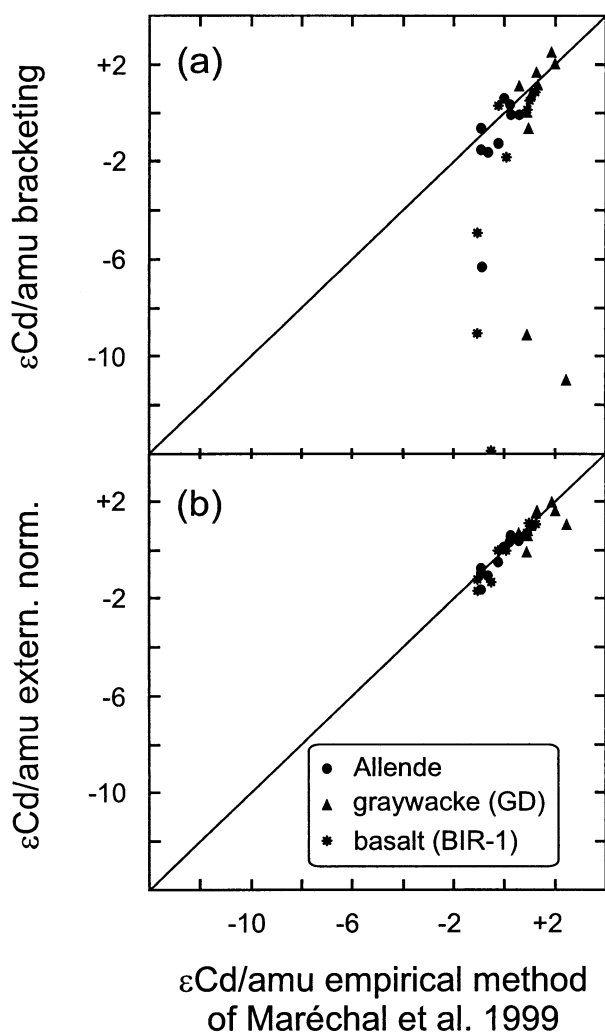 (a)
εCd/amu bracketing
+2
-2
-6
-10
(b)
εCd/amu extern. norm.
+2
-2
-6
-10
Allende
graywacke (GD)
basalt (BIR-1)
-10 -6 -2 +2
εCd/amu empirical method
of Maréchal et al. 1999